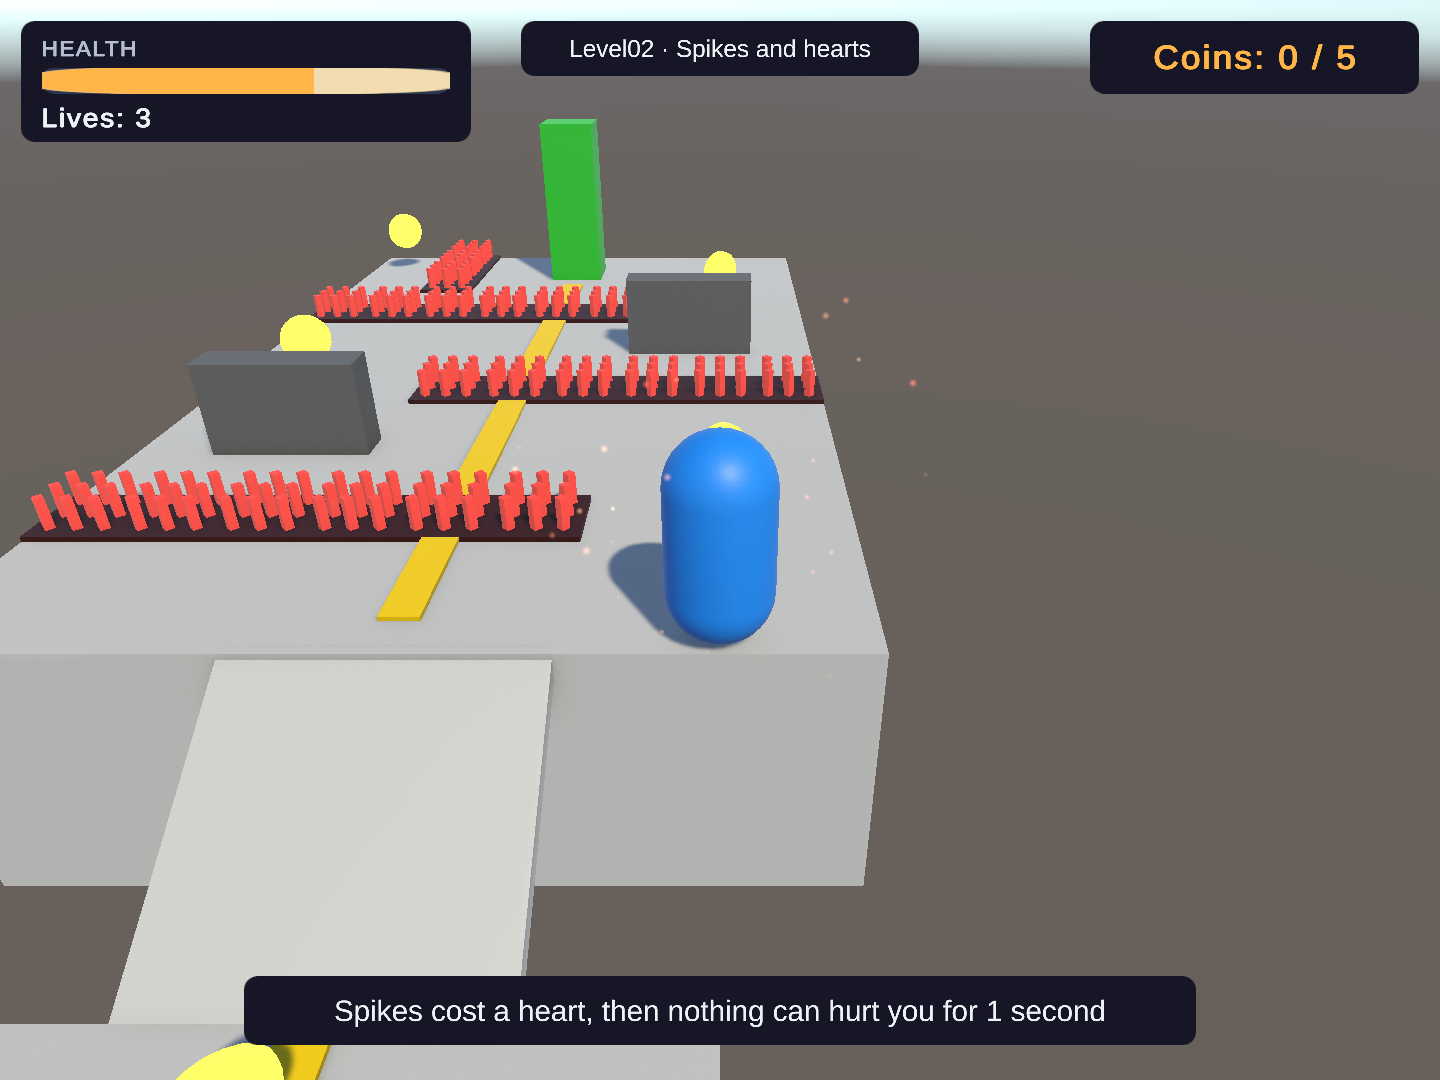 HEALTH
Lives: 3
Level02 · Spikes and hearts
Coins: 0 / 5
Spikes cost a heart, then nothing can hurt you for 1 second